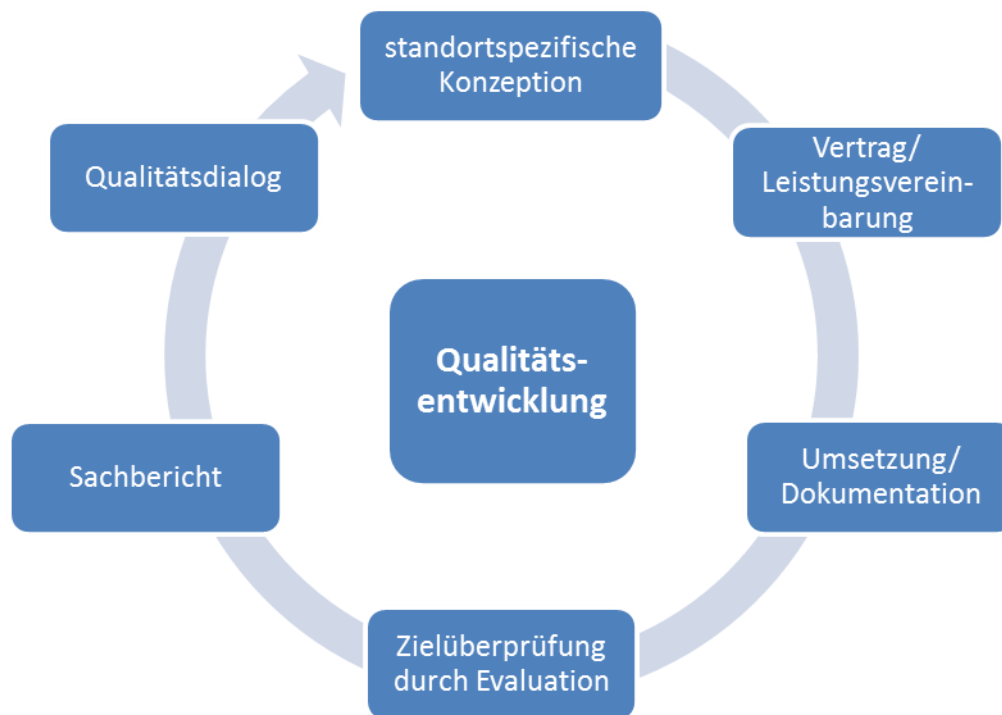 standortspezifische
Konzeption
Vertrag/
Leistungsverein-
barung
Umsetzung/
Dokumentation
Zielüberprüfung
durch Evaluation
Sachbericht
Qualitätsdialog
Qualitäts-
entwicklung